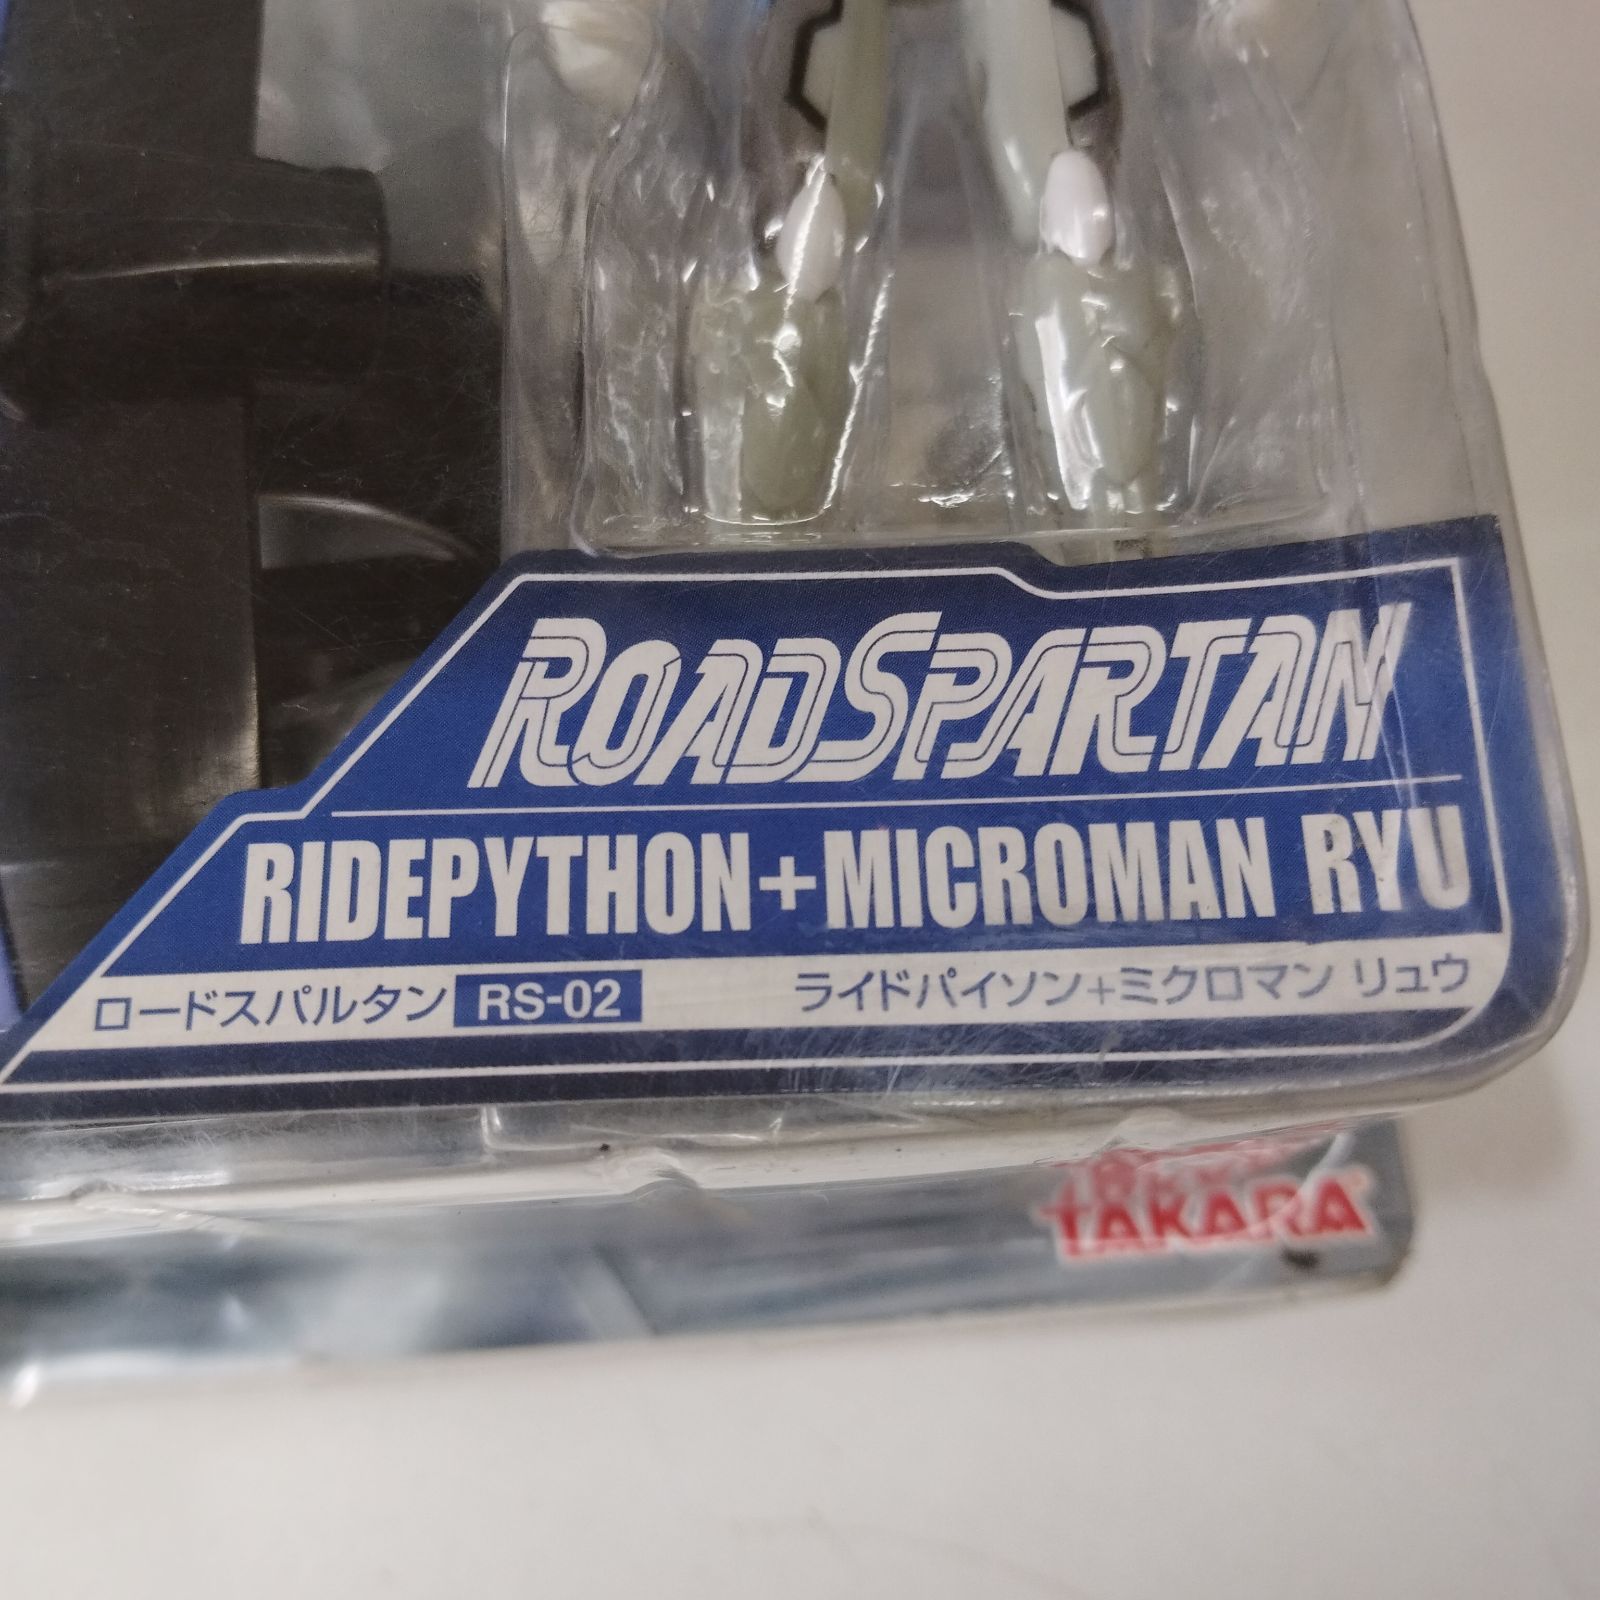 ROADSPARTAN
RIDEPYTHON+MICROMAN RYU
ロードスパルタン RS-02 ライドパイソン+ミクロマン リュウ
TAKARA